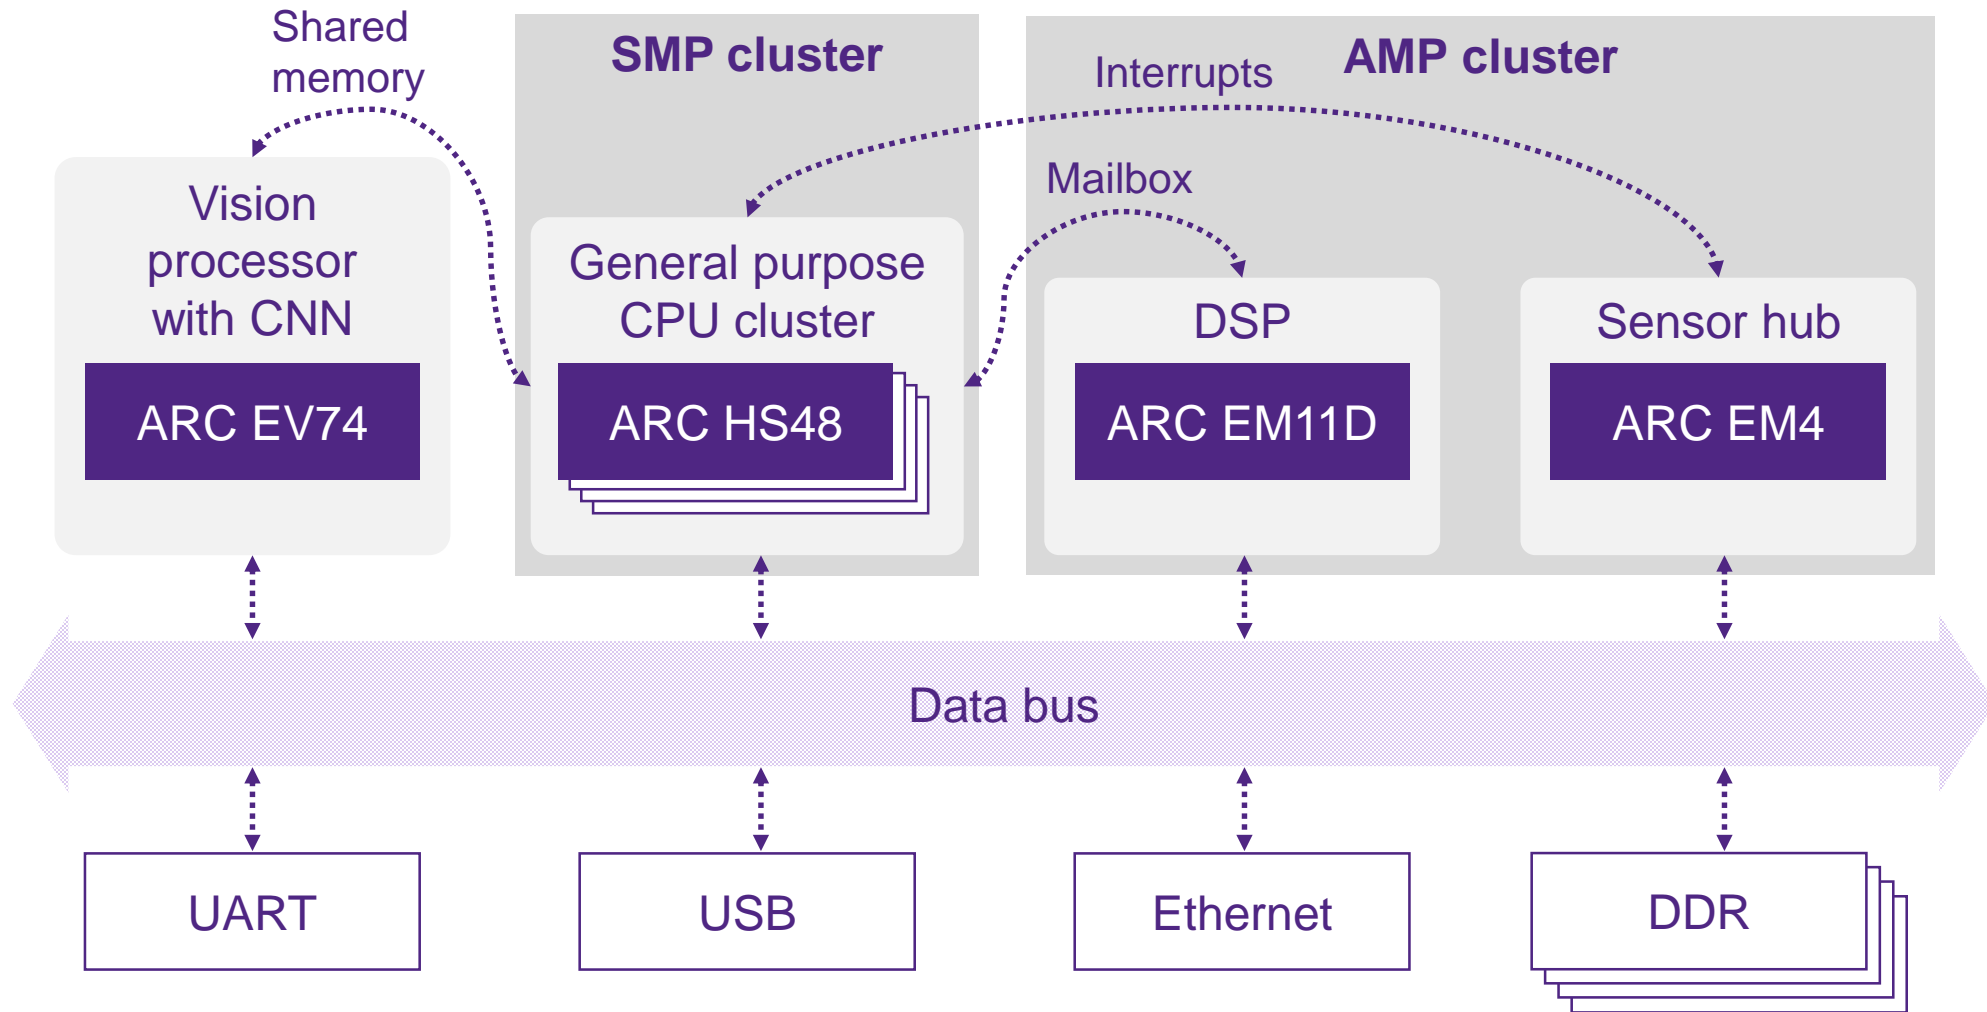 Shared
memory
SMP cluster
Interrupts
AMP cluster
Mailbox
Vision
processor
with CNN
ARC EV74
General purpose
CPU cluster
ARC HS48
DSP
ARC EM11D
Sensor hub
ARC EM4
Data bus
UART
USB
Ethernet
DDR